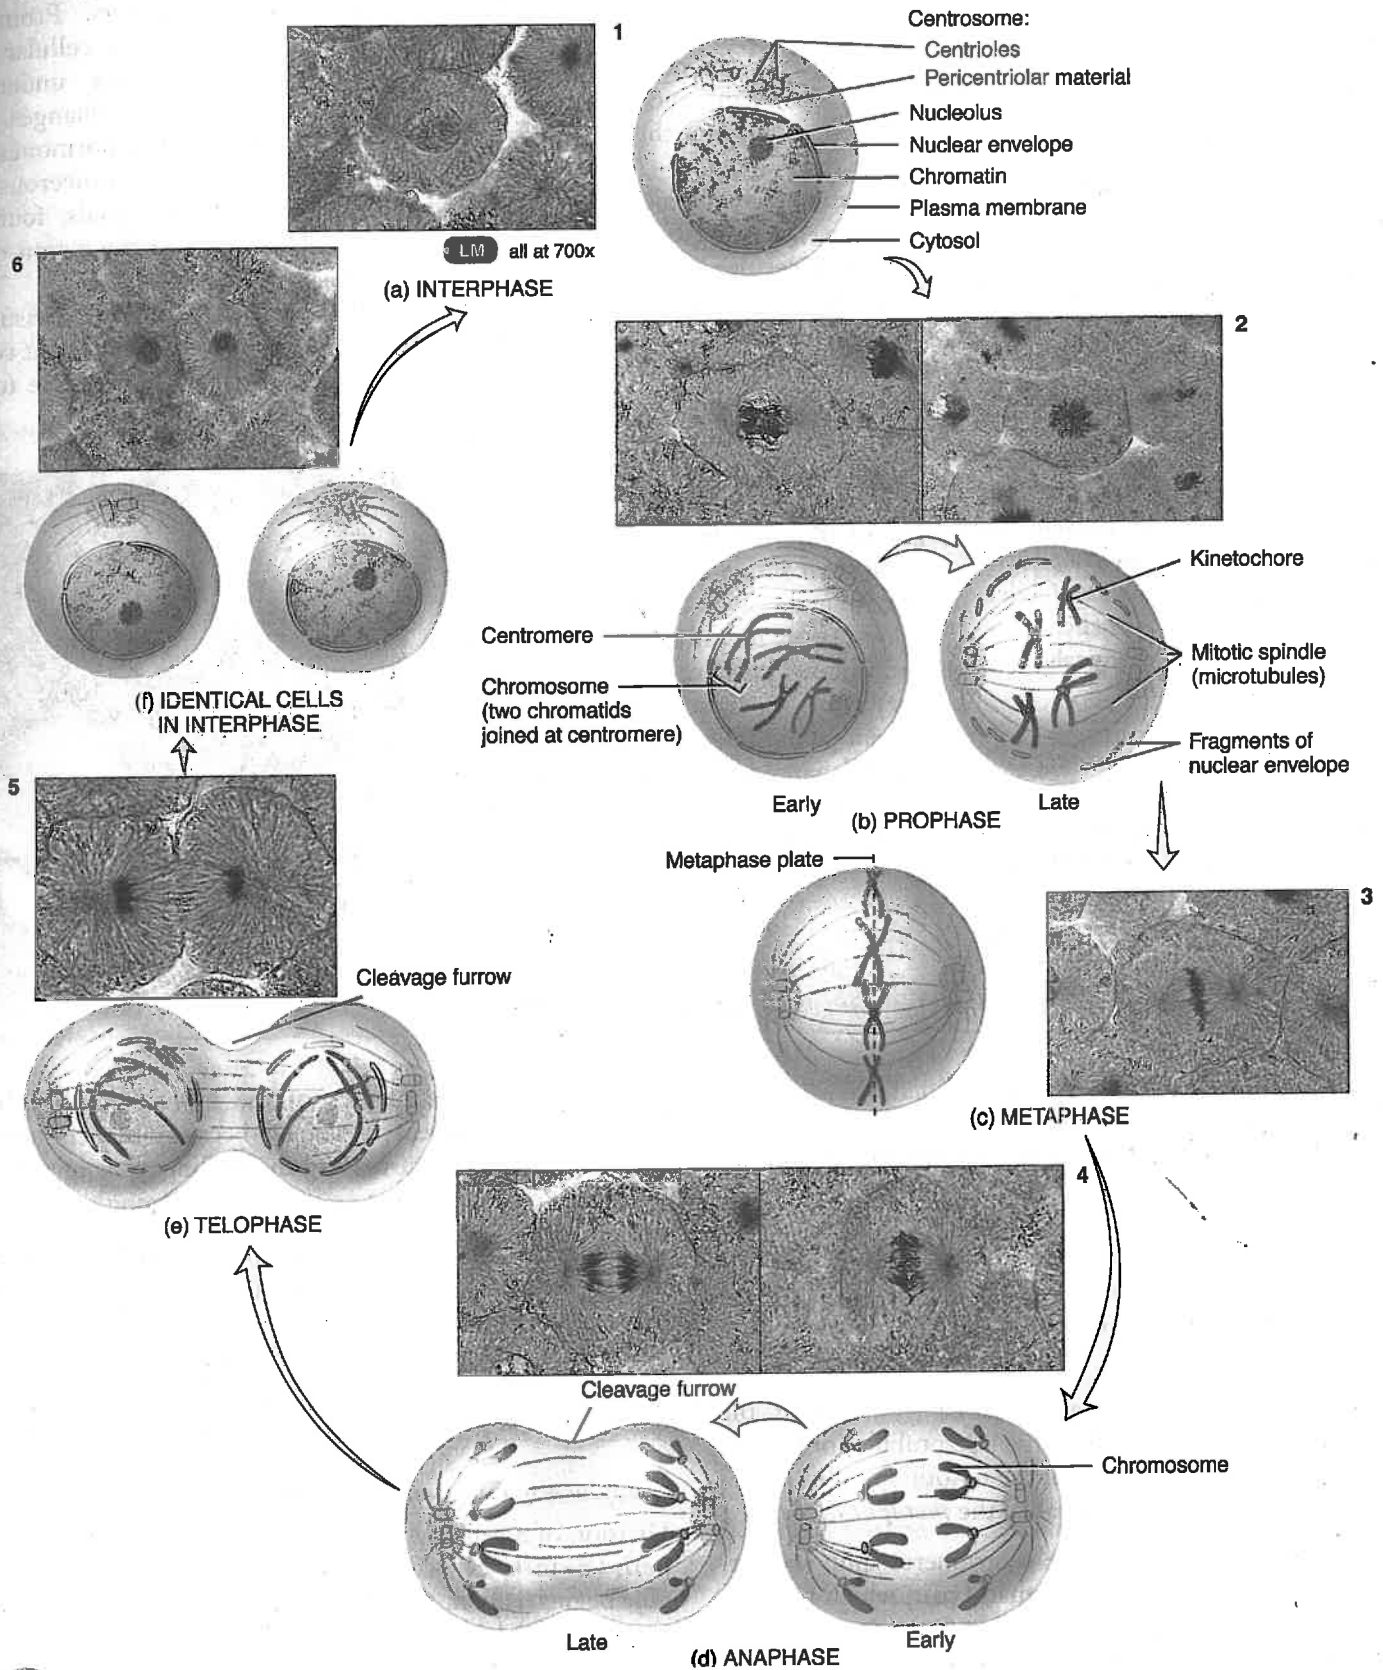 1
Centrosome:
Centrioles
Pericentriolar material
Nucleolus
Nuclear envelope
Chromatin
Plasma membrane
Cytosol
LM all at 700x
(a) INTERPHASE
2
Kinetochore
Centromere
Chromosome
(two chromatids
joined at centromere)
Mitotic spindle
(microtubules)
Fragments of
nuclear envelope
Early
Late
(b) PROPHASE
Metaphase plate
3
(c) METAPHASE
4
Cleavage furrow
Chromosome
Late
Early
(d) ANAPHASE
5
Cleavage furrow
(e) TELOPHASE
6
(f) IDENTICAL CELLS
IN INTERPHASE